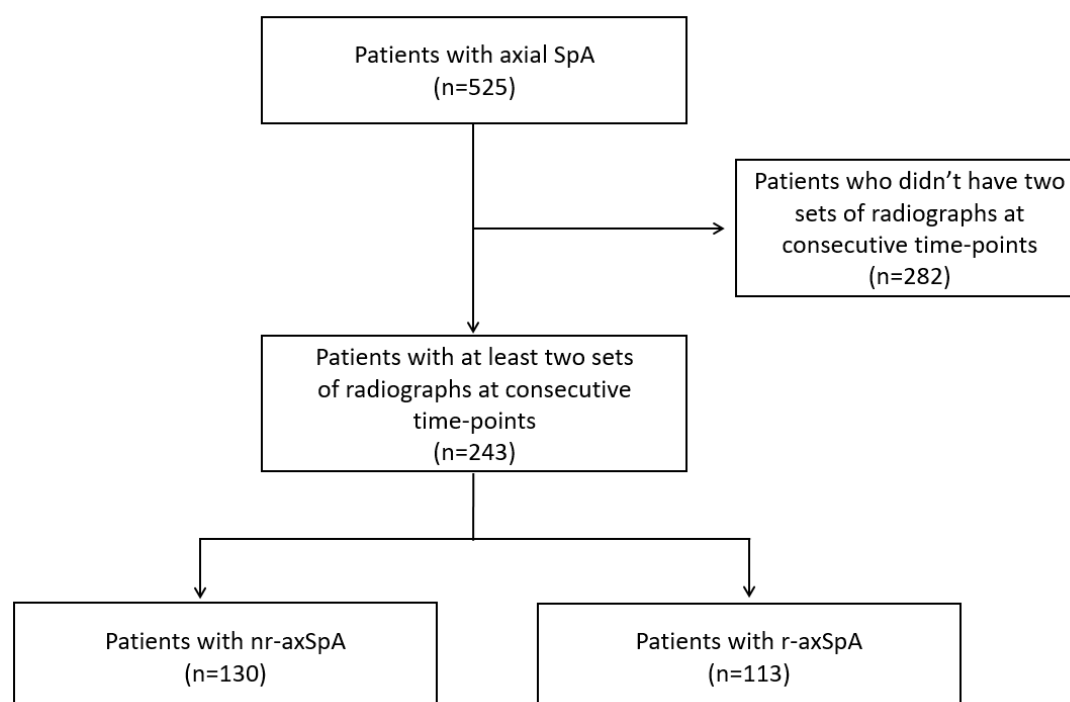 Patients with axial SpA
(n=525)
Patients who didn’t have two
sets of radiographs at
consecutive time-points
(n=282)
Patients with at least two sets
of radiographs at consecutive
time-points
(n=243)
Patients with nr-axSpA
(n=130)
Patients with r-axSpA
(n=113)